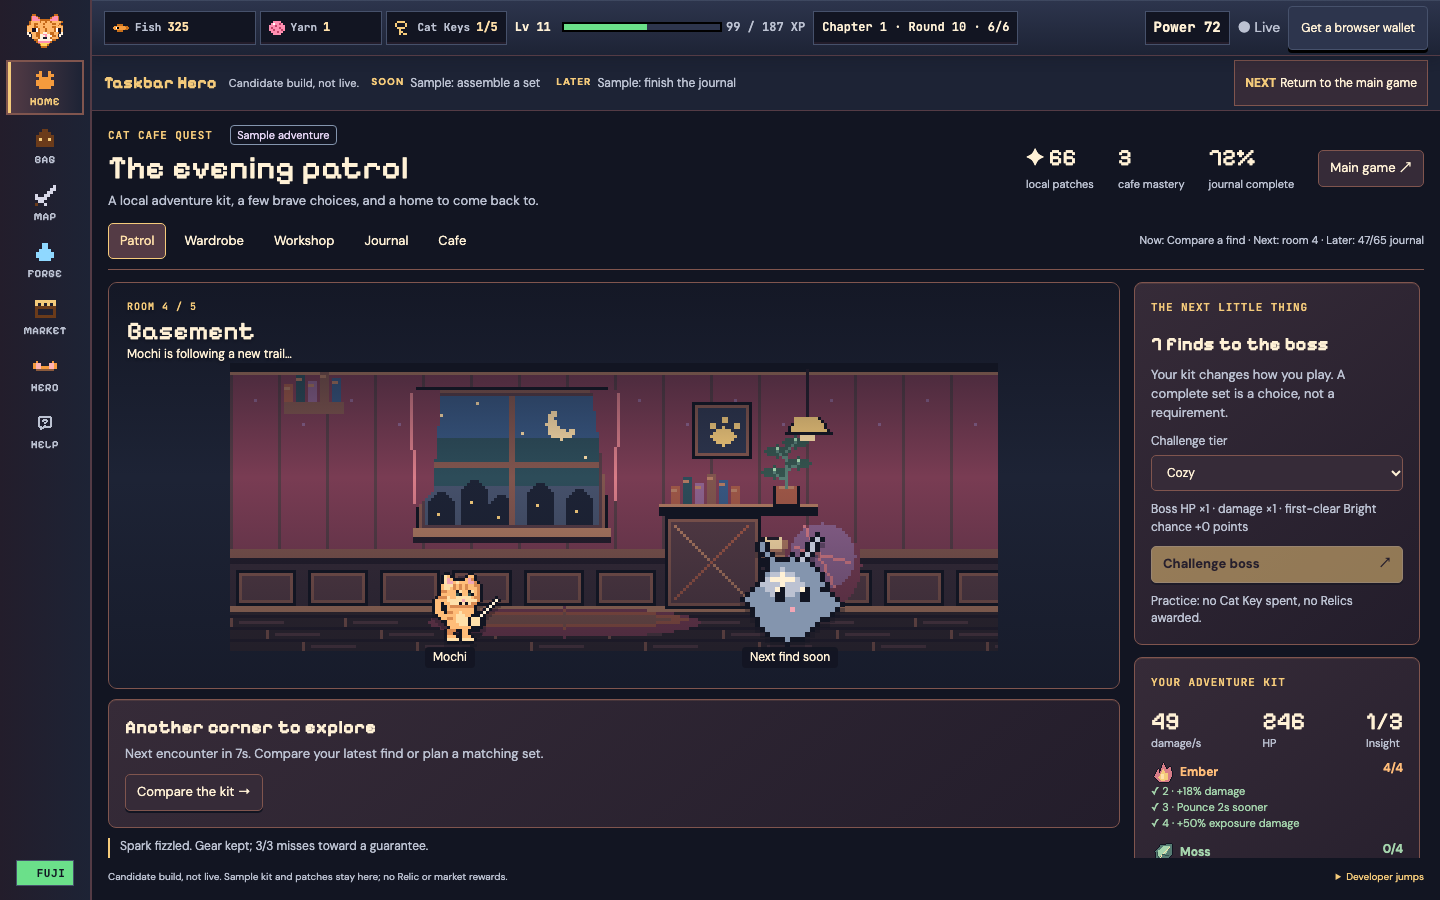 Fish 325
Yarn 1
Cat Keys 1/5
Lv 11
99 / 187 XP
Chapter 1 · Round 10 · 6/6
Power 72
Live
Get a browser wallet
HOME
BAG
MAP
FORGE
MARKET
HERO
HELP
FUJI
Taskbar Hero
Candidate build, not live.
SOON Sample: assemble a set
LATER Sample: finish the journal
NEXT Return to the main game
CAT CAFE QUEST
Sample adventure
The evening patrol
A local adventure kit, a few brave choices, and a home to come back to.
66
local patches
3
cafe mastery
72%
journal complete
Main game ↗
Patrol
Wardrobe
Workshop
Journal
Cafe
Now: Compare a find · Next: room 4 · Later: 47/65 journal
ROOM 4 / 5
Basement
Mochi is following a new trail...
Mochi
Next find soon
Another corner to explore
Next encounter in 7s. Compare your latest find or plan a matching set.
Compare the kit →
Spark fizzled. Gear kept; 3/3 misses toward a guarantee.
THE NEXT LITTLE THING
7 finds to the boss
Your kit changes how you play. A
complete set is a choice, not a
requirement.
Challenge tier
Cozy
Boss HP ×1 · damage ×1 · first-clear Bright
chance +0 points
Challenge boss ↗
Practice: no Cat Key spent, no Relics
awarded.
YOUR ADVENTURE KIT
49
damage/s
246
HP
1/3
Insight
Ember 4/4
✓ 2 · +18% damage
✓ 3 · Pounce 2s sooner
✓ 4 · +50% exposure damage
Moss 0/4
Candidate build, not live. Sample kit and patches stay here; no Relic or market rewards.
▸ Developer jumps